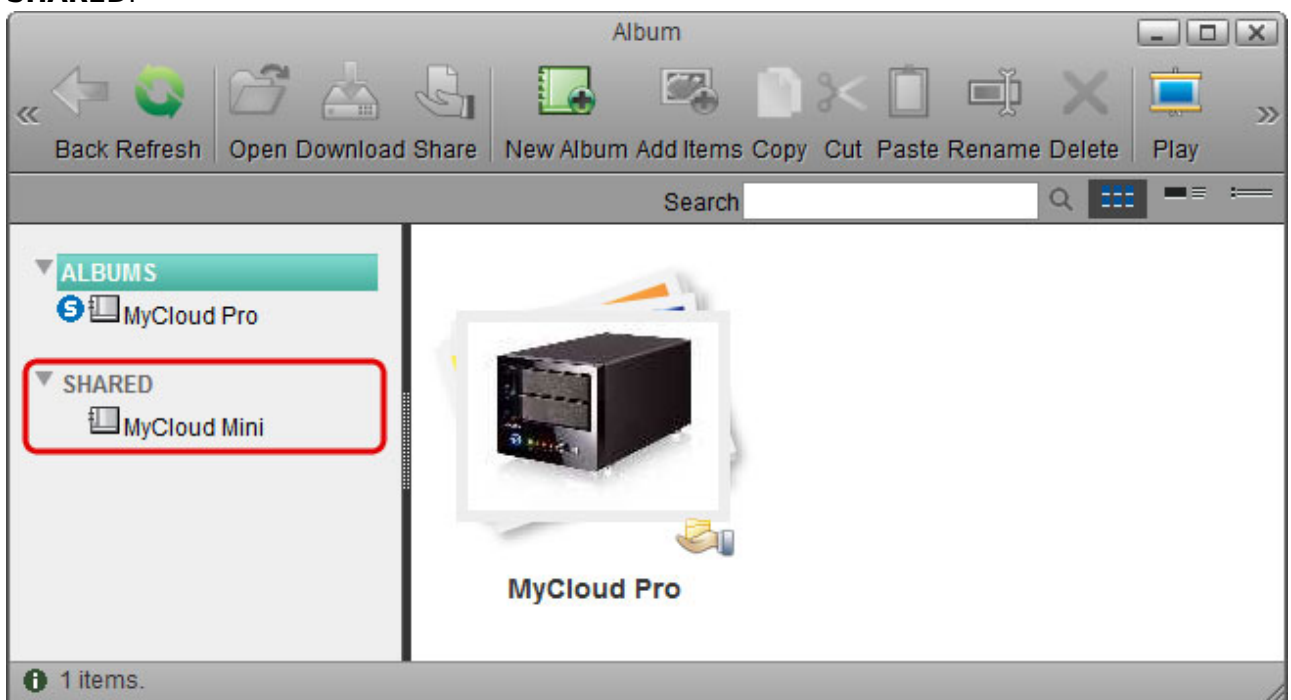 SHARED.
Album
Back Refresh Open Download Share New Album Add Items Copy Cut Paste Rename Delete Play
Search
ALBUMS
MyCloud Pro
SHARED
MyCloud Mini
MyCloud Pro
1 items.